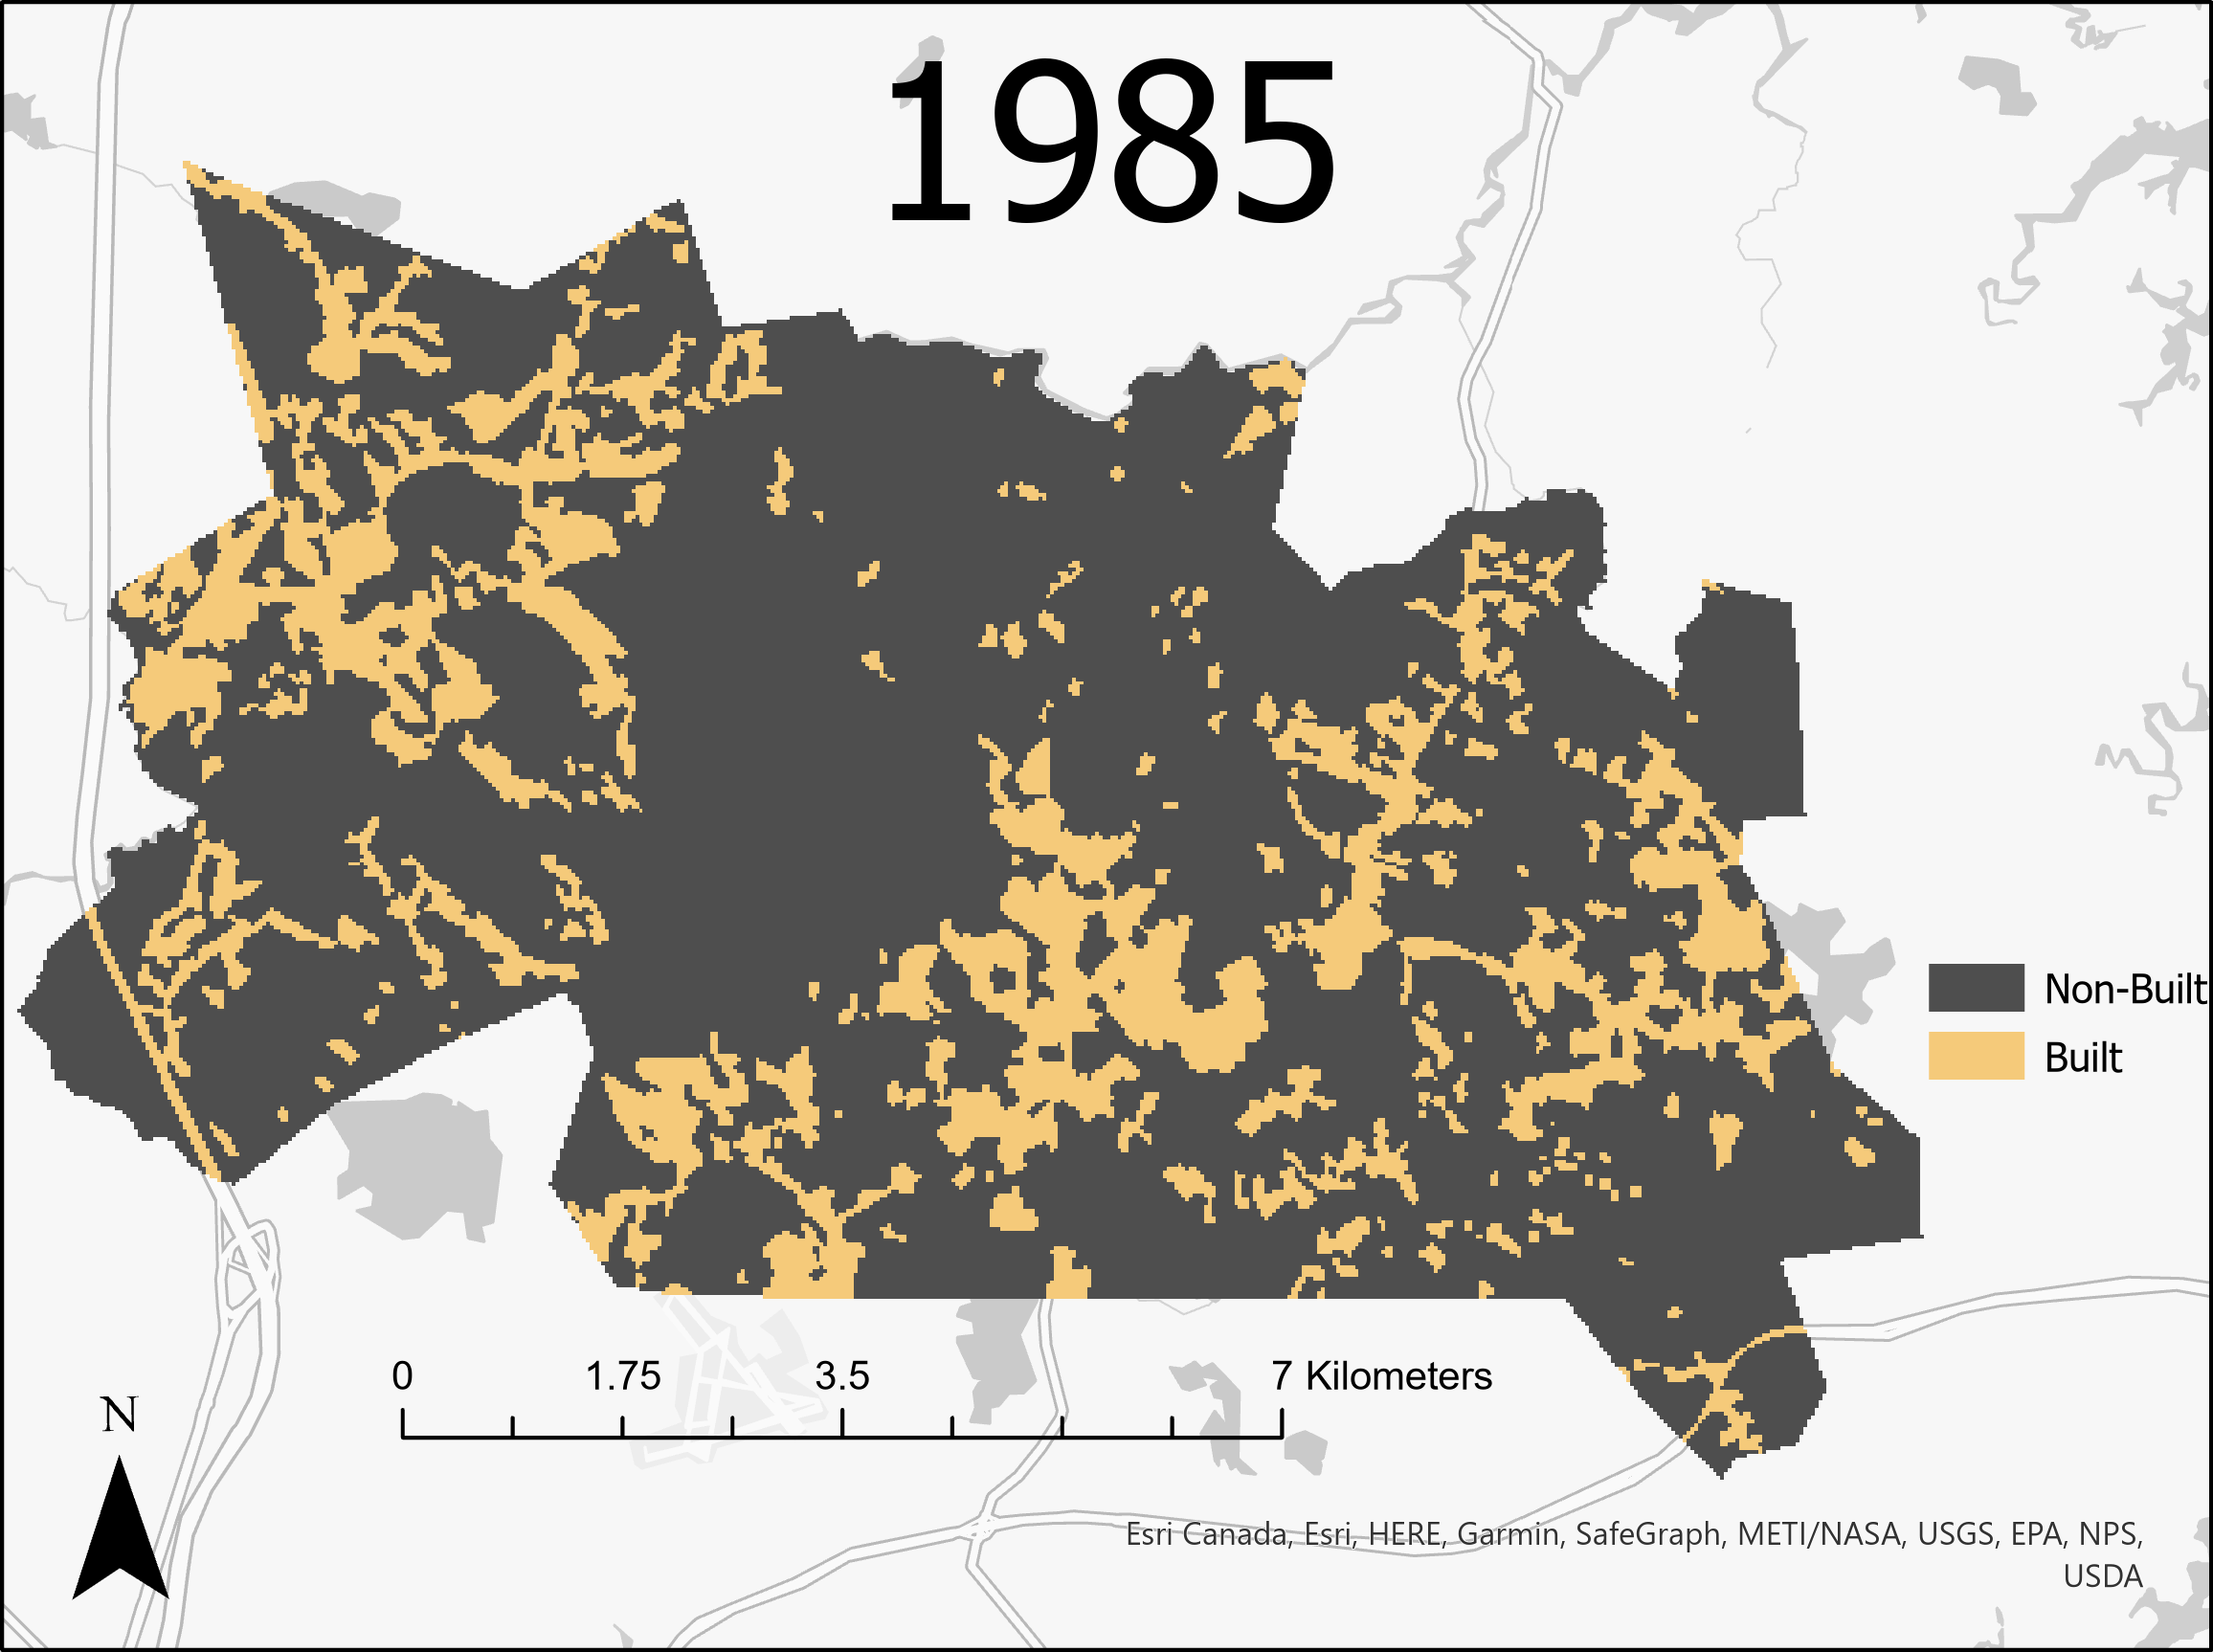 1985
Non-Built
Built
0 1.75 3.5 7 Kilometers
N
Esri Canada, Esri, HERE, Garmin, SafeGraph, METI/NASA, USGS, EPA, NPS,
USDA